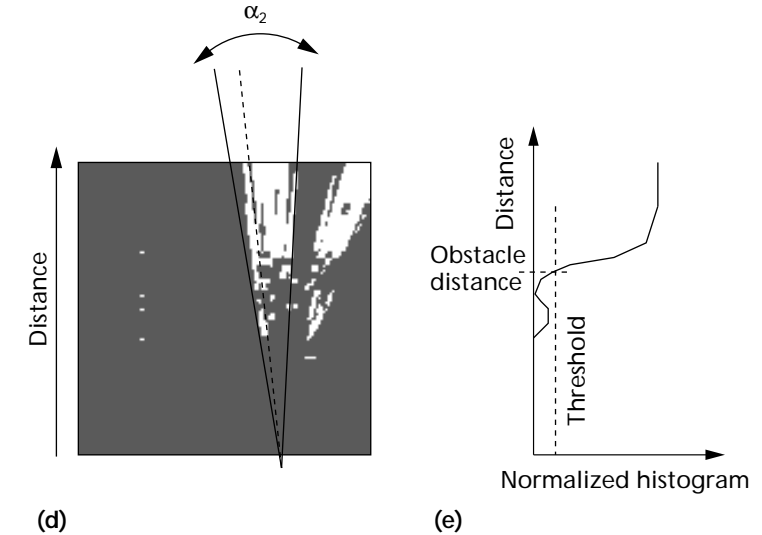 α2
Distance
(d)
Distance
Obstacle
distance
Threshold
Normalized histogram
(e)